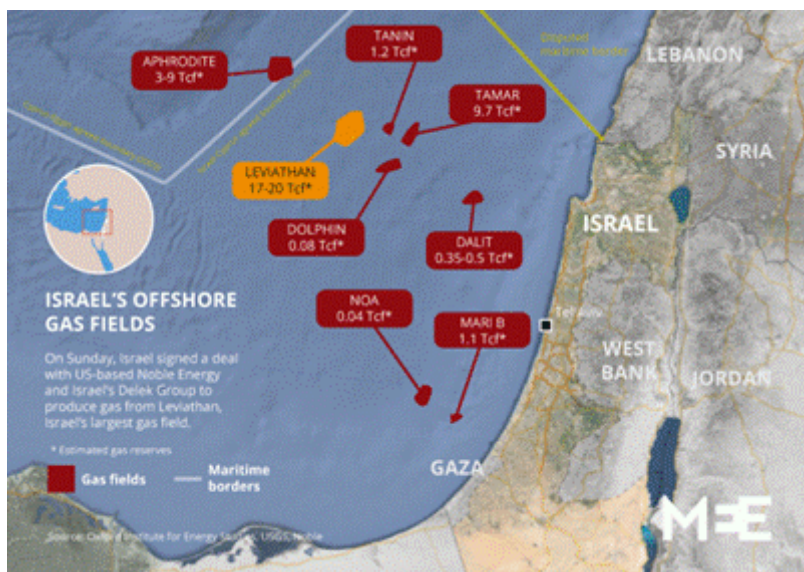 APHRODITE
3-9 Tcf*
TANIN
1.2 Tcf*
Disputed
maritime border
LEBANON
TAMAR
9.7 Tcf*
SYRIA
LEVIATHAN
17-20 Tcf*
DOLPHIN
0.08 Tcf*
DALIT
0.35-0.5 Tcf*
ISRAEL
ISRAEL'S OFFSHORE
GAS FIELDS
NOA
0.04 Tcf*
MARI B
1.1 Tcf*
Tel Aviv
WEST
BANK
JORDAN
On Sunday, Israel signed a deal
with US-based Noble Energy
and Israel's Delek Group to
produce gas from Leviathan,
Israel's largest gas field.
* Estimated gas reserves
GAZA
Gas fields
Maritime
borders
Source: Oxford Institute for Energy Studies, USGS, Noble
MEE